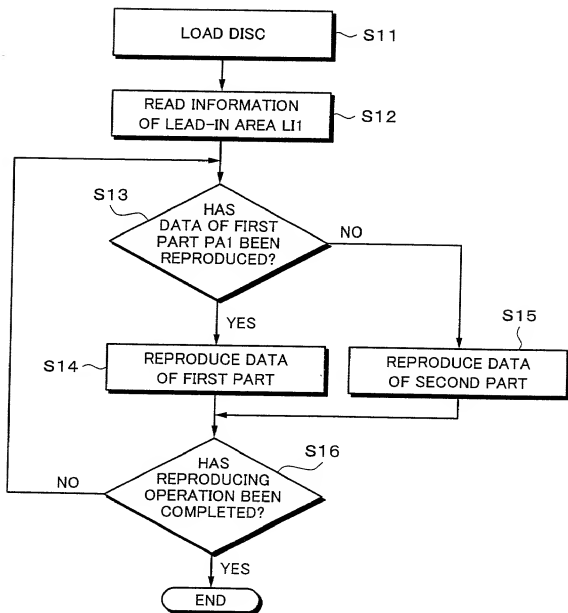 LOAD DISC
S11
READ INFORMATION
OF LEAD-IN AREA LI1
S12
S13
HAS
DATA OF FIRST
PART PA1 BEEN
REPRODUCED?
NO
YES
S14
REPRODUCE DATA
OF FIRST PART
S15
REPRODUCE DATA
OF SECOND PART
S16
HAS
REPRODUCING
OPERATION BEEN
COMPLETED?
NO
YES
END